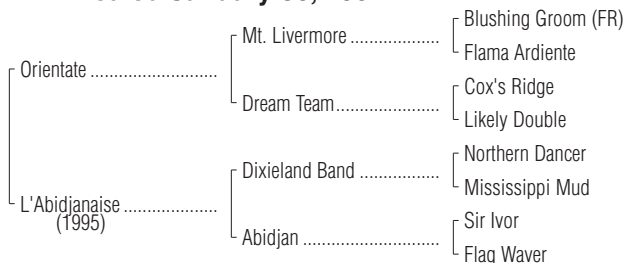 Blushing Groom (FR)
Mt. Livermore
Flama Ardiente
Orientate
Cox's Ridge
Dream Team
Likely Double
Northern Dancer
Dixieland Band
Mississippi Mud
L'Abidjanaise
(1995)
Sir Ivor
Abidjan
Flag Waver